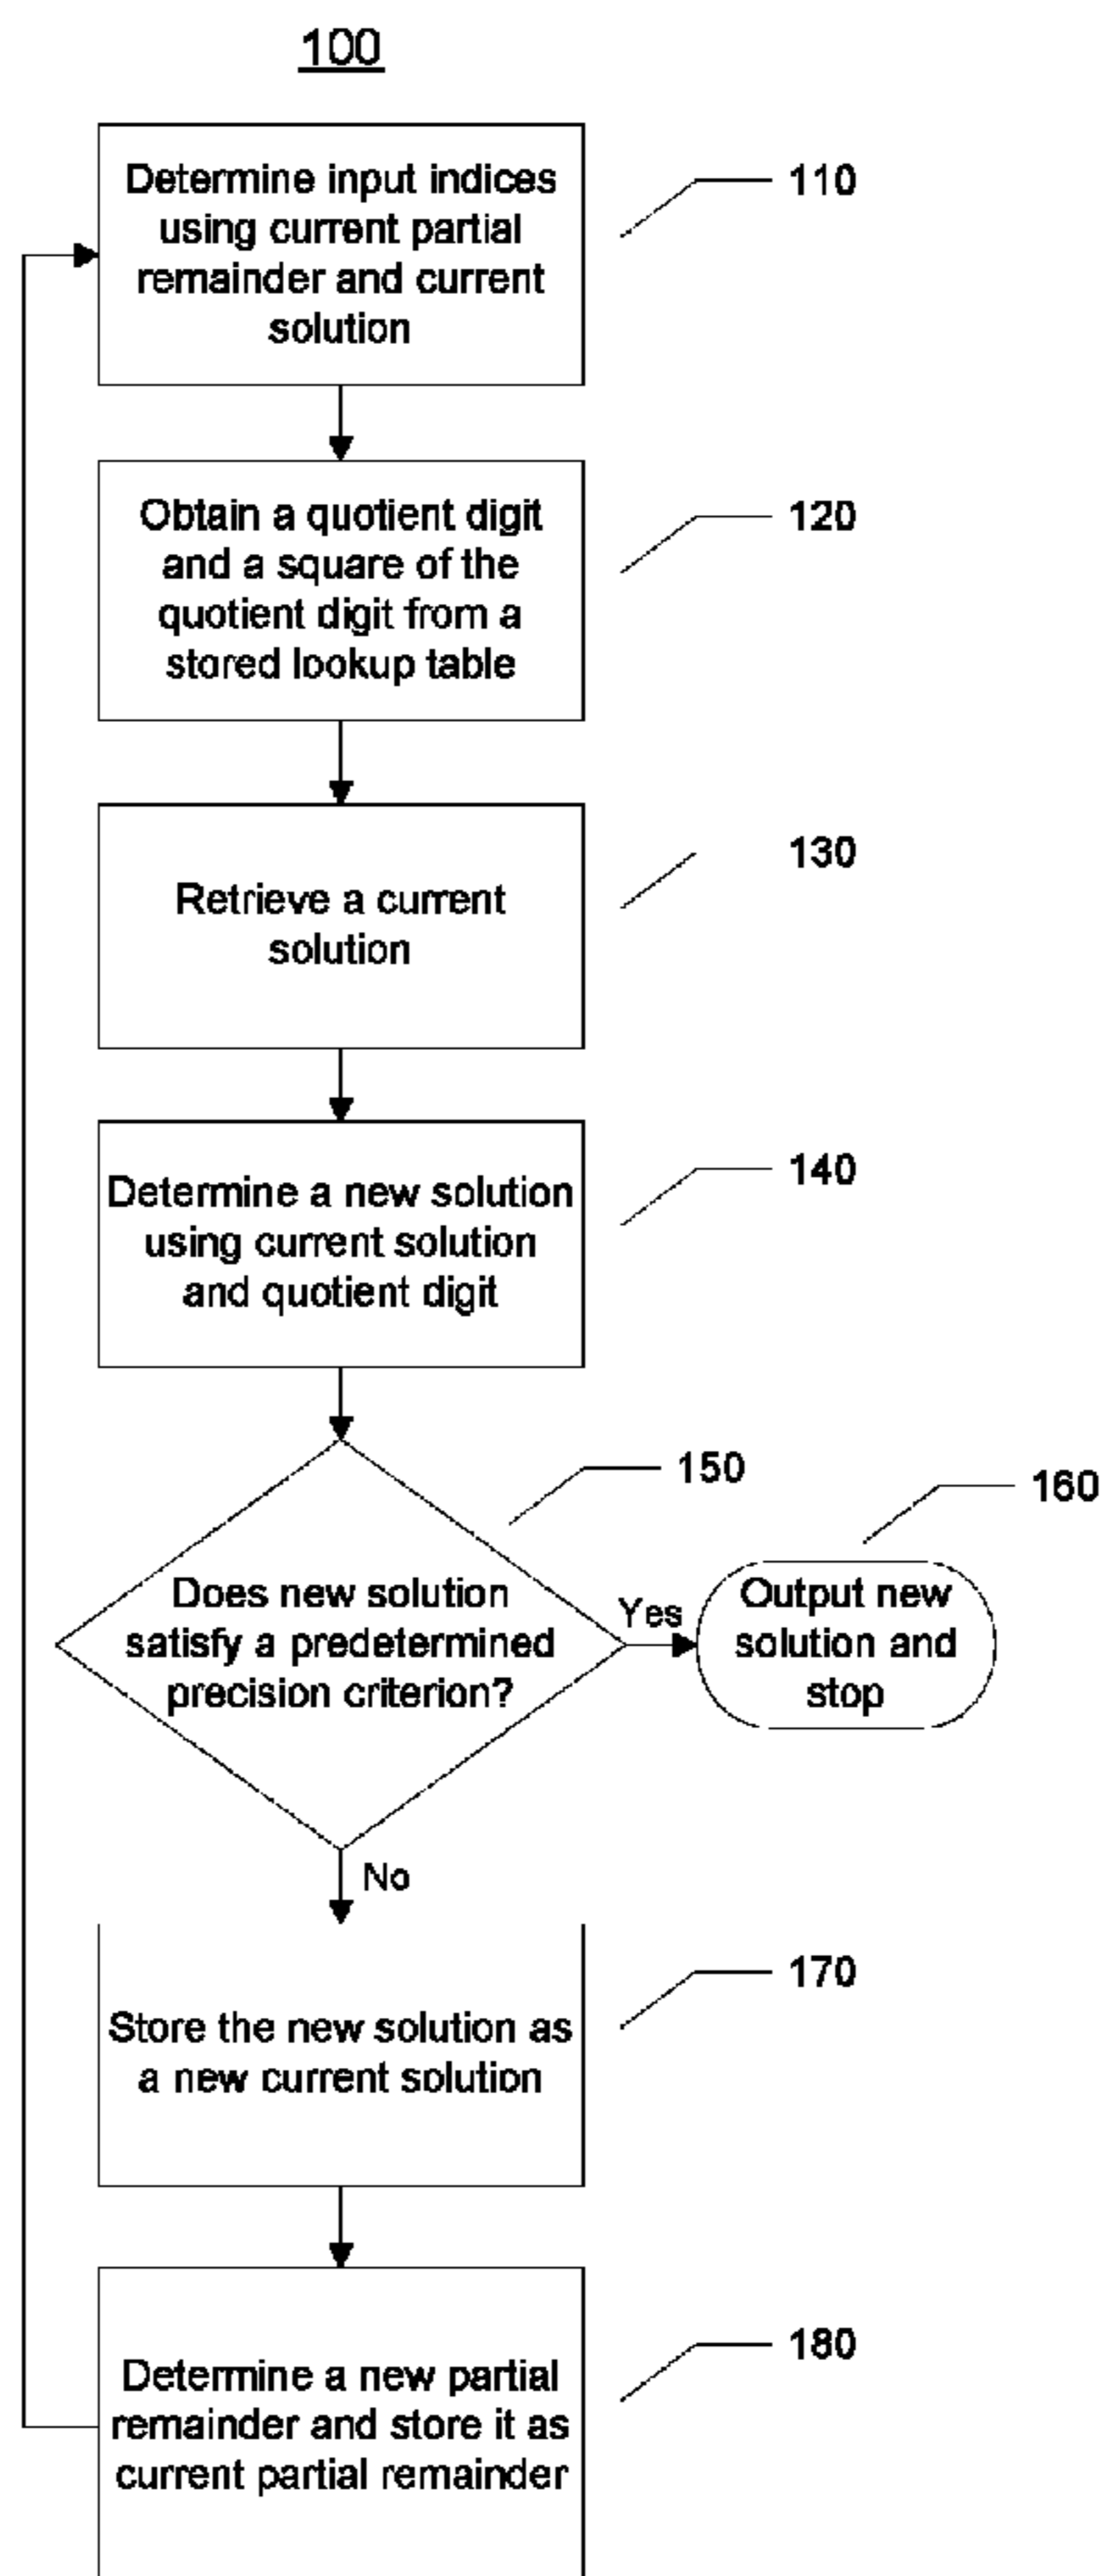 100
Determine input indices
using current partial
remainder and current
solution
110
Obtain a quotient digit
and a square of the
quotient digit from a
stored lookup table
120
Retrieve a current
solution
130
Determine a new solution
using current solution
and quotient digit
140
Does new solution
satisfy a predetermined
precision criterion?
150
Yes
Output new
solution and
stop
160
No
Store the new solution as
a new current solution
170
Determine a new partial
remainder and store it as
current partial remainder
180